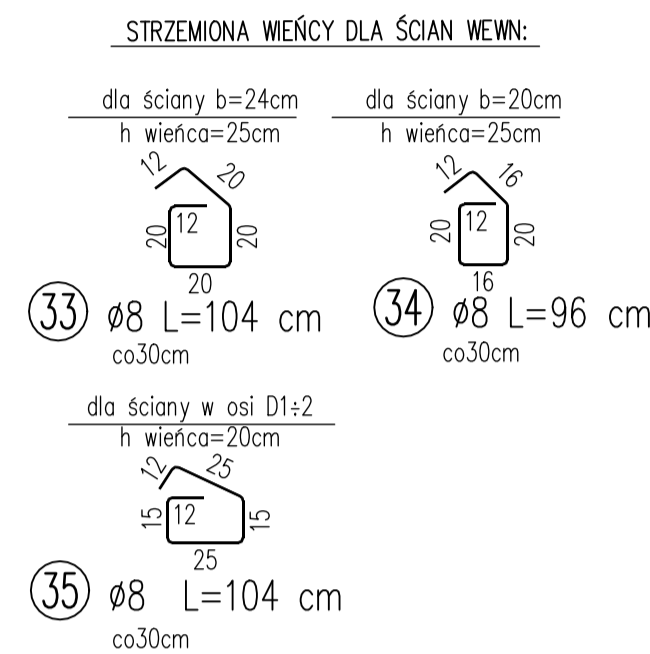 STRZEMIONA WIEŃCY DLA ŚCIAN WEWN:
dla ściany b=24cm
h wieńca=25cm
12
20
20
12
20
20
33 ø8 L=104 cm
co30cm
dla ściany b=20cm
h wieńca=25cm
12
16
20
12
20
16
34 ø8 L=96 cm
co30cm
dla ściany w osi D1÷2
h wieńca=20cm
12
25
15
12
15
25
35 ø8 L=104 cm
co30cm